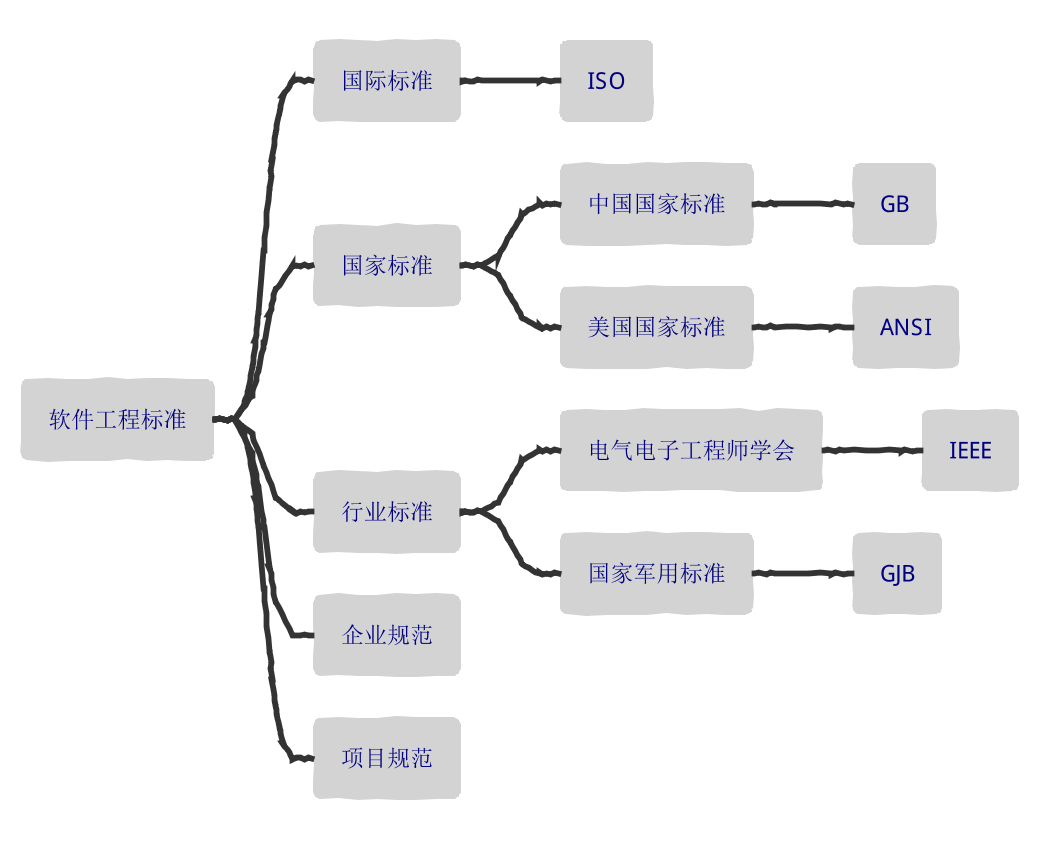 软件工程标准
国际标准
ISO
国家标准
中国国家标准
GB
美国国家标准
ANSI
行业标准
电气电子工程师学会
IEEE
国家军用标准
GJB
企业规范
项目规范